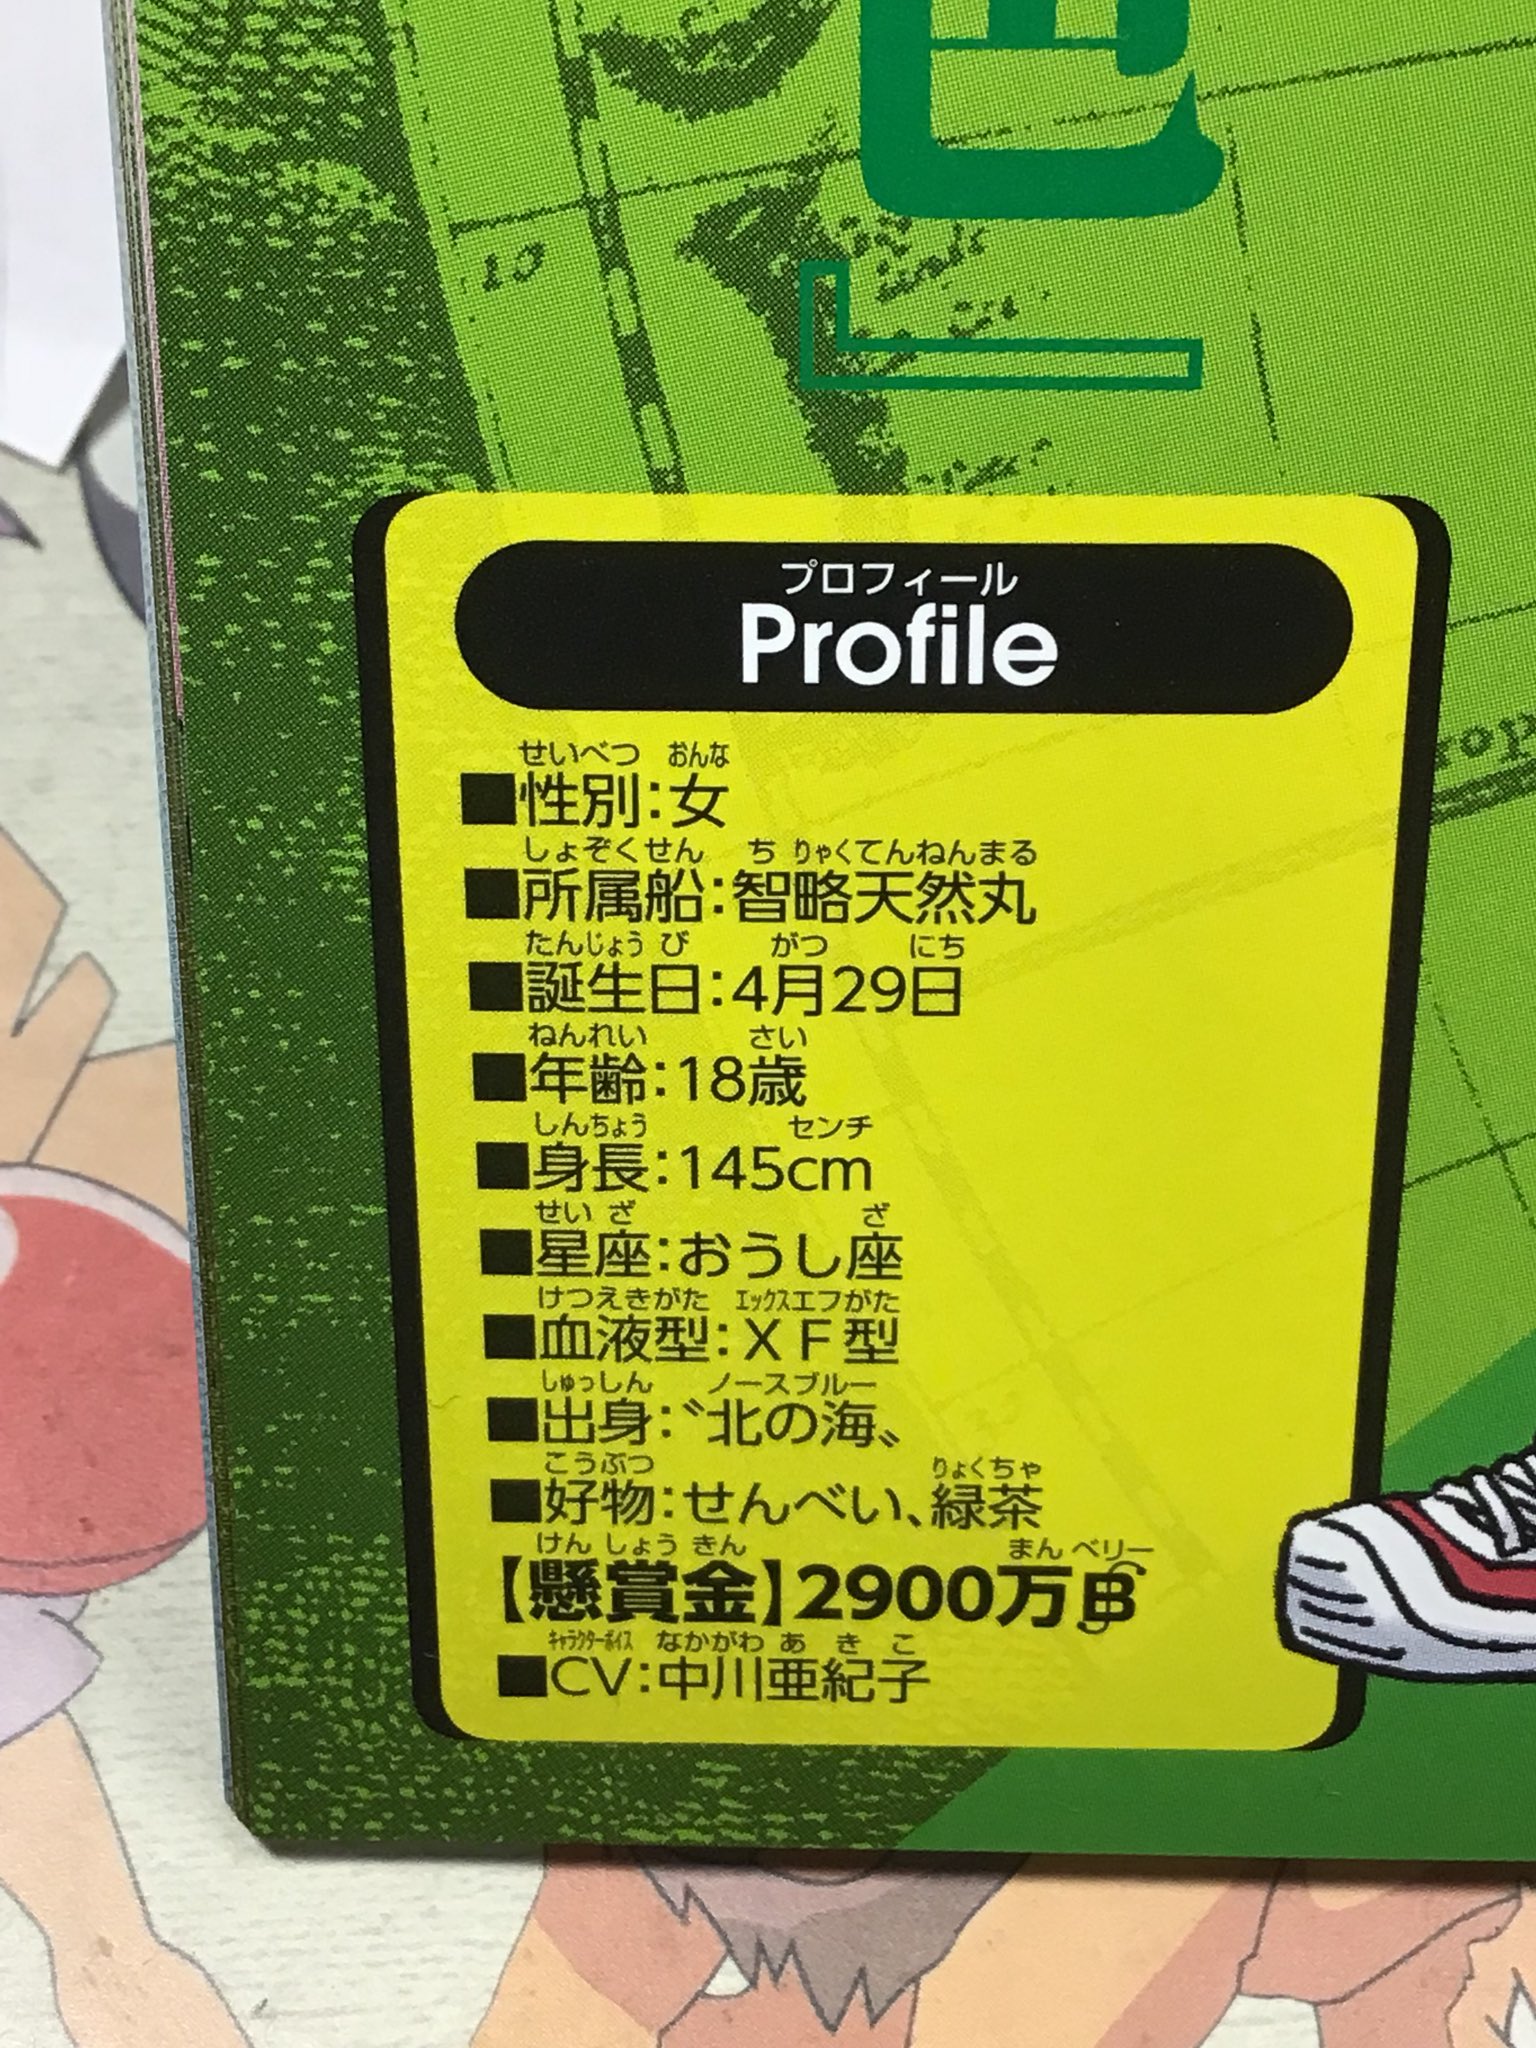 色』
10
プロフィール
Profile
せいべつ おんな
■性別:女
しょぞくせん ちりゃくてんねんまる
■所属船:智略天然丸
たんじょうび がつ にち
■誕生日:4月29日
ねんれい さい
■年齢:18歳
しんちょう センチ
■身長:145cm
せいざ ざ
■星座:おうし座
けつえきがた エックスエフがた
■血液型:XF型
しゅっしん ノースブルー
■出身:〝北の海〟
こうぶつ りょくちゃ
■好物:せんべい、緑茶
けんしょうきん まんベリー
【懸賞金】2900万B
キャラクターボイス なかがわあきこ
■CV:中川亜紀子